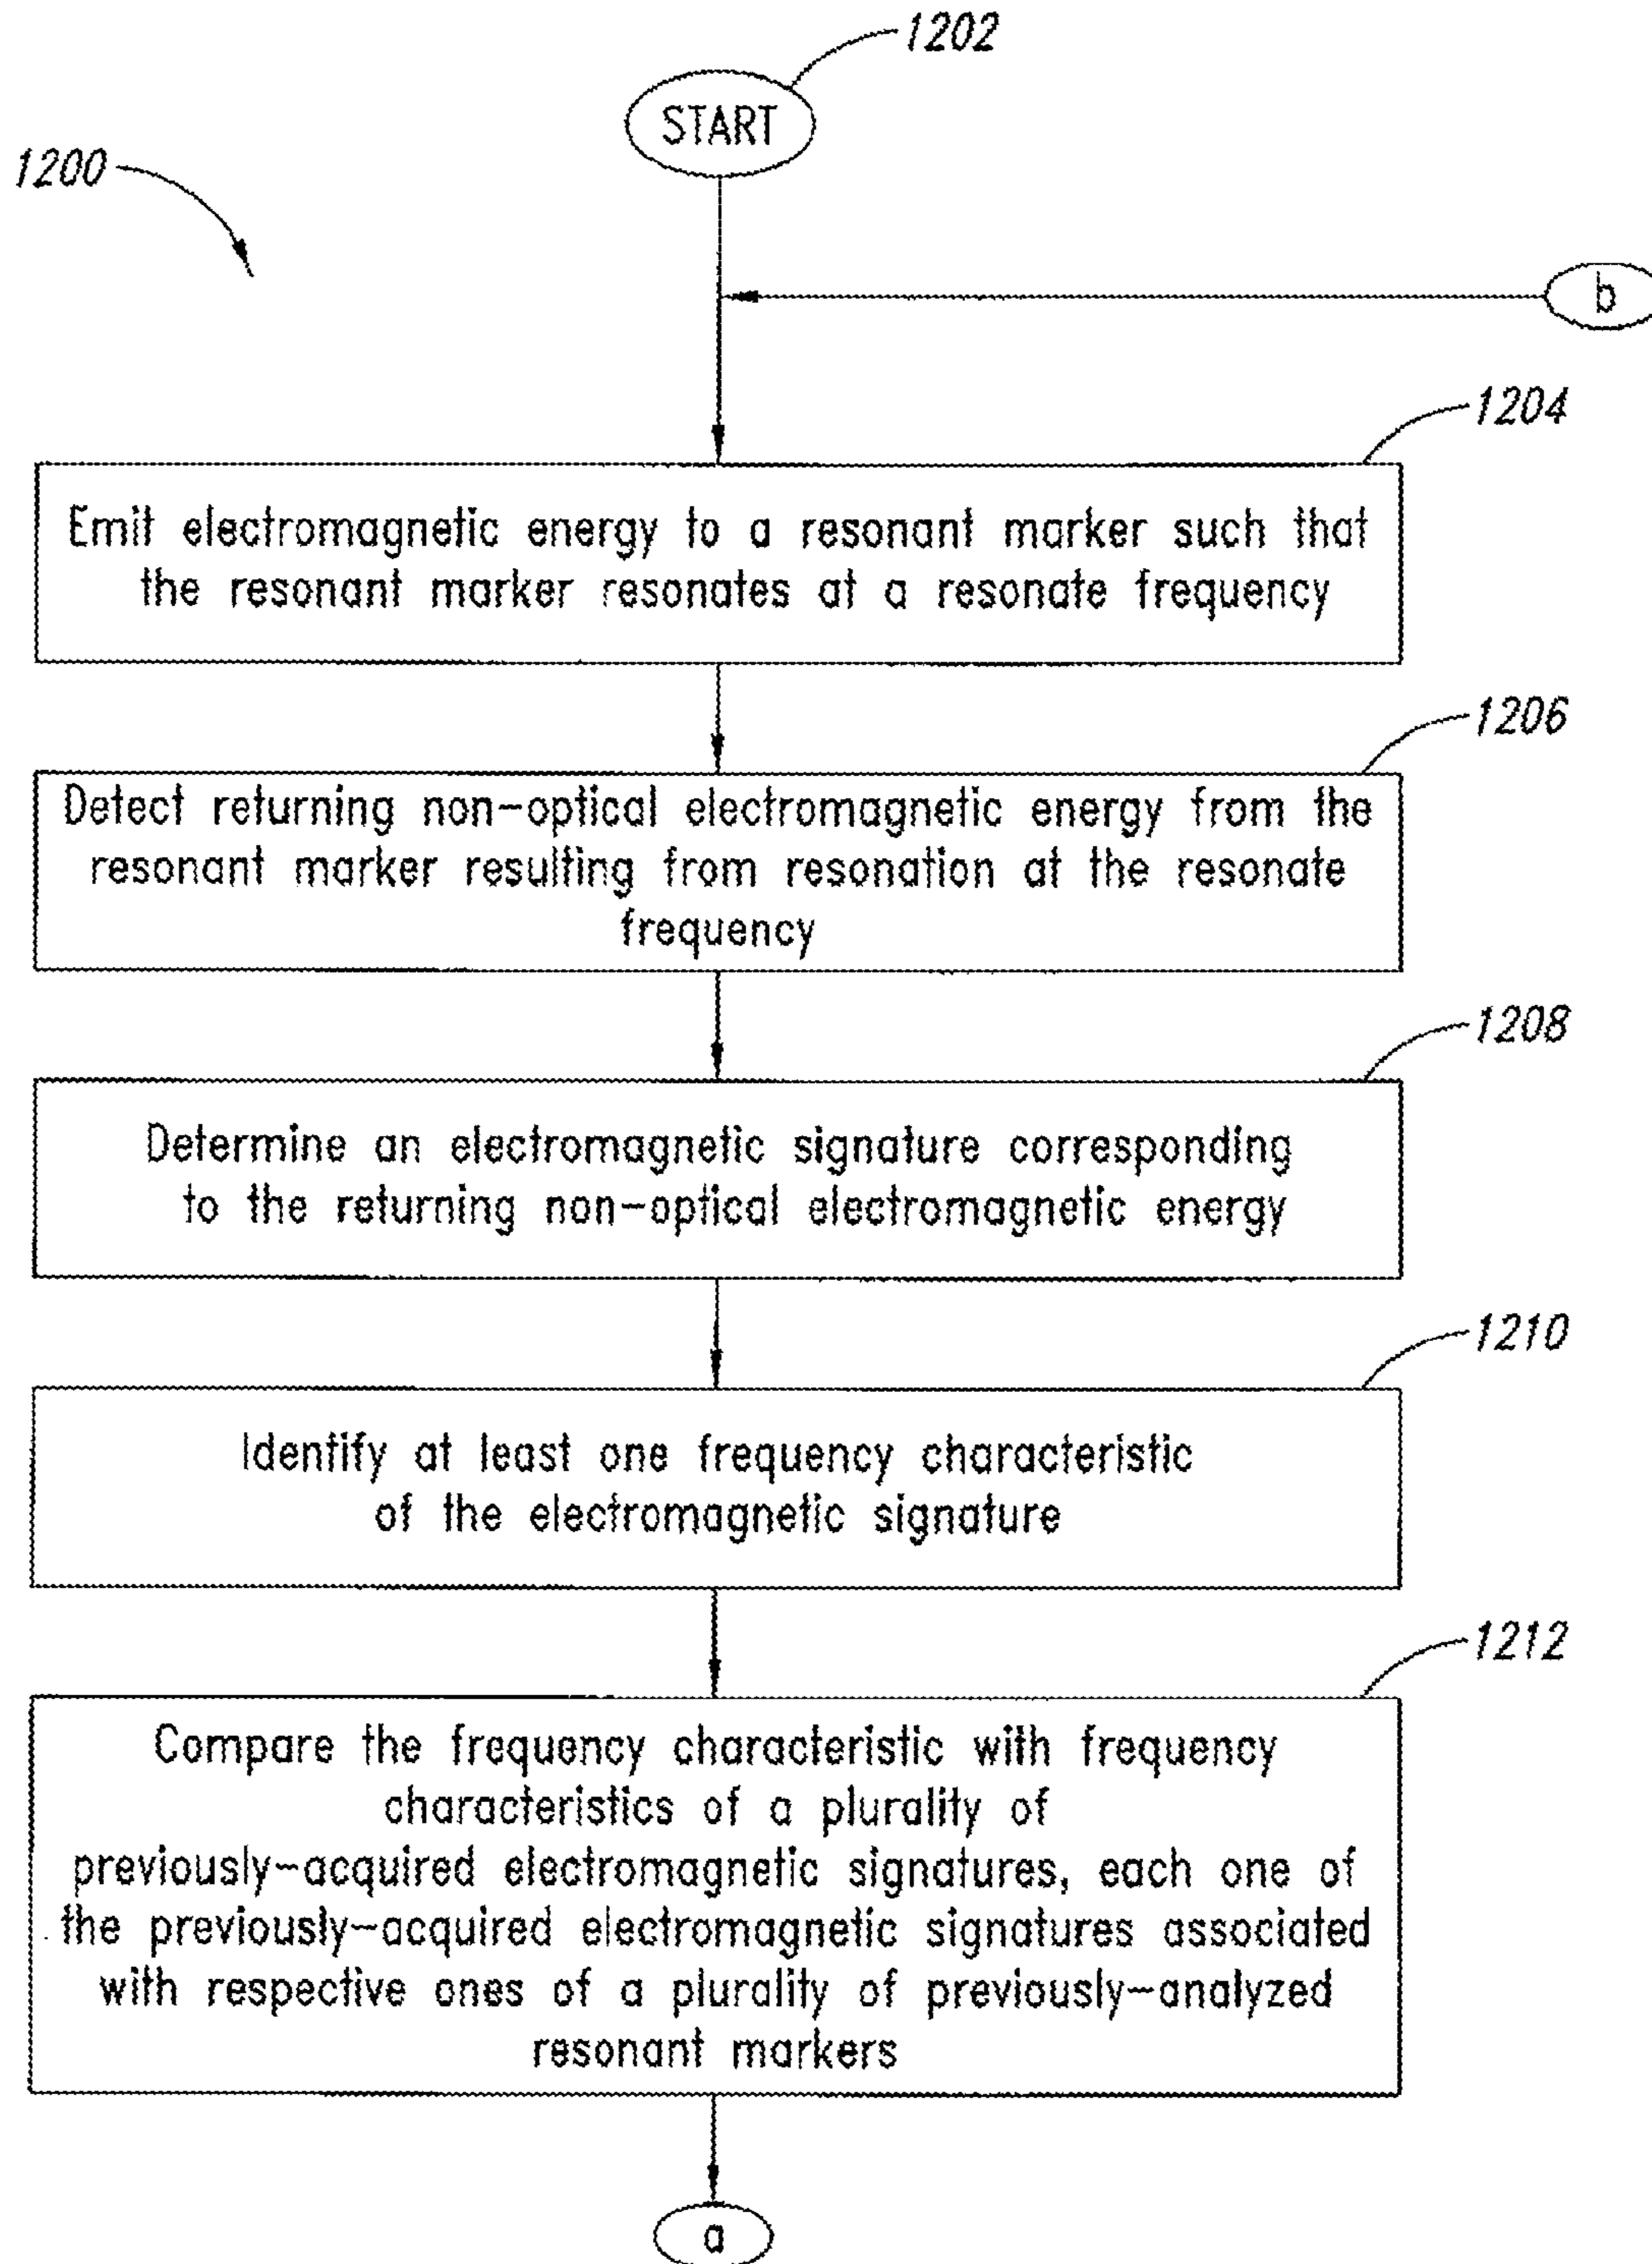 1202
START
1200
b
1204
Emit electromagnetic energy to a resonant marker such that
the resonant marker resonates at a resonate frequency
1206
Detect returning non-optical electromagnetic energy from the
resonant marker resulting from resonation at the resonate
frequency
1208
Determine an electromagnetic signature corresponding
to the returning non-optical electromagnetic energy
1210
Identify at least one frequency characteristic
of the electromagnetic signature
1212
Compare the frequency characteristic with frequency
characteristics of a plurality of
previously-acquired electromagnetic signatures, each one of
the previously-acquired electromagnetic signatures associated
with respective ones of a plurality of previously-analyzed
resonant markers
a